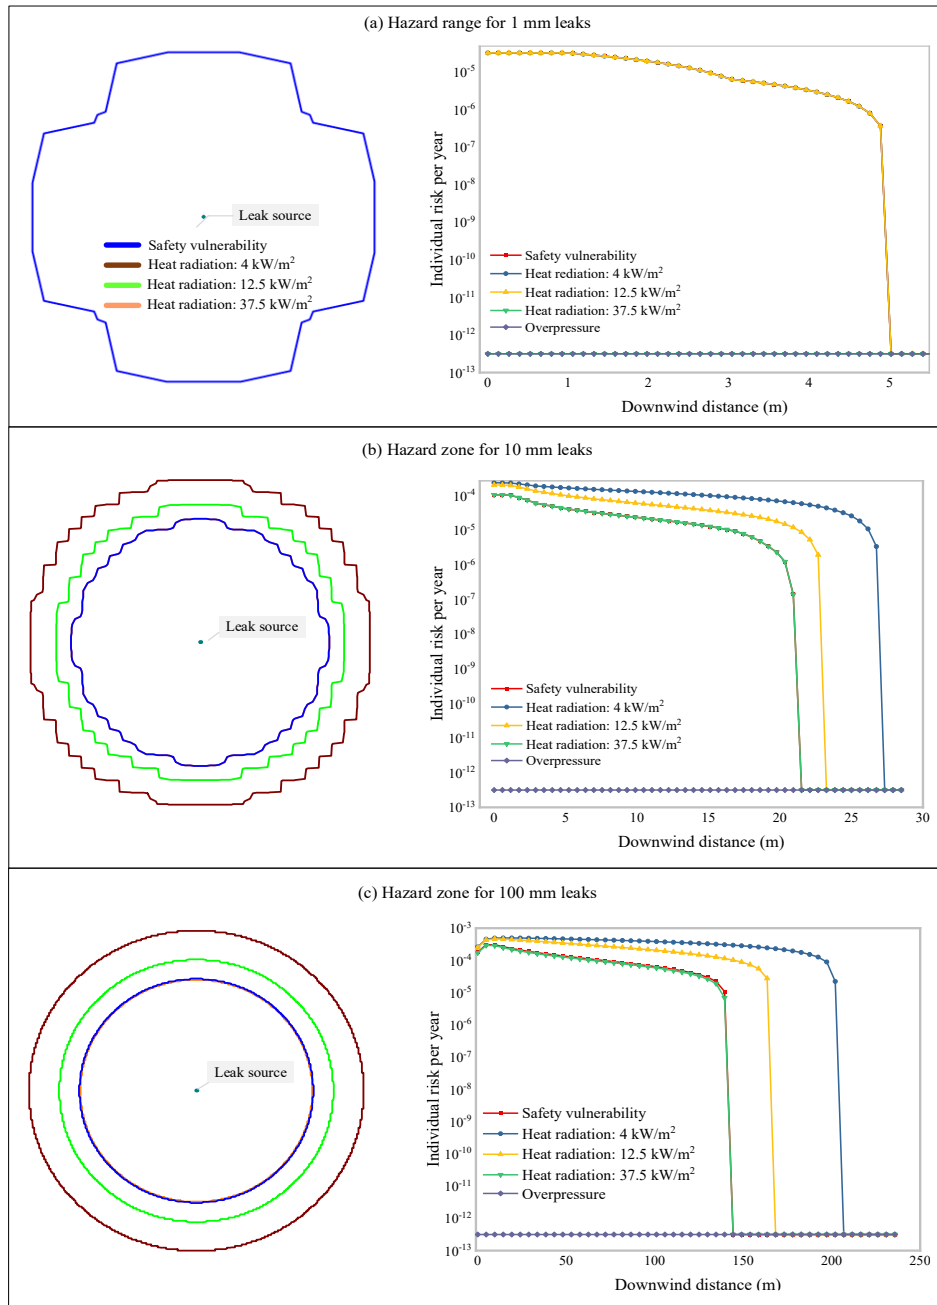 (a) Hazard range for 1 mm leaks
Leak source
Safety vulnerability
Heat radiation: 4 kW/m²
Heat radiation: 12.5 kW/m²
Heat radiation: 37.5 kW/m²
Individual risk per year
10⁻⁵
10⁻⁶
10⁻⁷
10⁻⁸
10⁻⁹
10⁻¹⁰
10⁻¹¹
10⁻¹²
10⁻¹³
Safety vulnerability
Heat rediation: 4 kW/m²
Heat rediation: 12.5 kW/m²
Heat rediation: 37.5 kW/m²
Overpressure
0 1 2 3 4 5
Downwind distance (m)
(b) Hazard zone for 10 mm leaks
Leak source
Individual risk per year
10⁻⁴
10⁻⁵
10⁻⁶
10⁻⁷
10⁻⁸
10⁻⁹
10⁻¹⁰
10⁻¹¹
10⁻¹²
10⁻¹³
Safety vulnerability
Heat rediation: 4 kW/m²
Heat rediation: 12.5 kW/m²
Heat rediation: 37.5 kW/m²
Overpressure
0 5 10 15 20 25 30
Downwind distance (m)
(c) Hazard zone for 100 mm leaks
Leak source
Individual risk per year
10⁻³
10⁻⁴
10⁻⁵
10⁻⁶
10⁻⁷
10⁻⁸
10⁻⁹
10⁻¹⁰
10⁻¹¹
10⁻¹²
10⁻¹³
Safety vulnerability
Heat rediation: 4 kW/m²
Heat rediation: 12.5 kW/m²
Heat rediation: 37.5 kW/m²
Overpressure
0 50 100 150 200 250
Downwind distance (m)